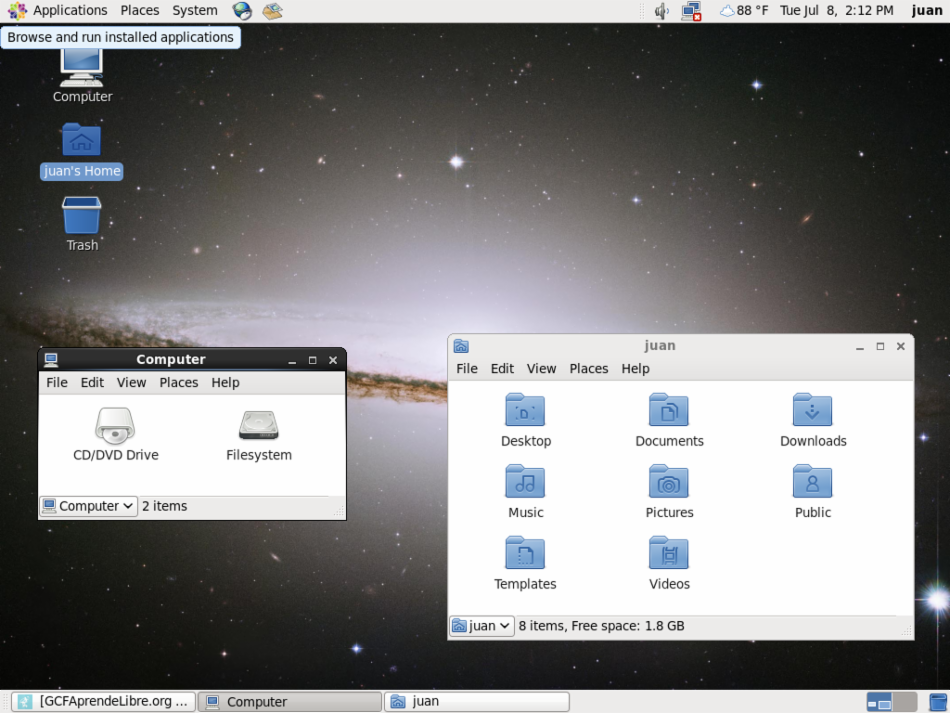 Applications Places System 88 °F Tue Jul 8, 2:12 PM juan
Browse and run installed applications
Computer
juan's Home
Trash
Computer
File Edit View Places Help
CD/DVD Drive Filesystem
Computer 2 items
juan
File Edit View Places Help
Desktop Documents Downloads
Music Pictures Public
Templates Videos
juan 8 items, Free space: 1.8 GB
[GCFAprendeLibre.org ... Computer juan